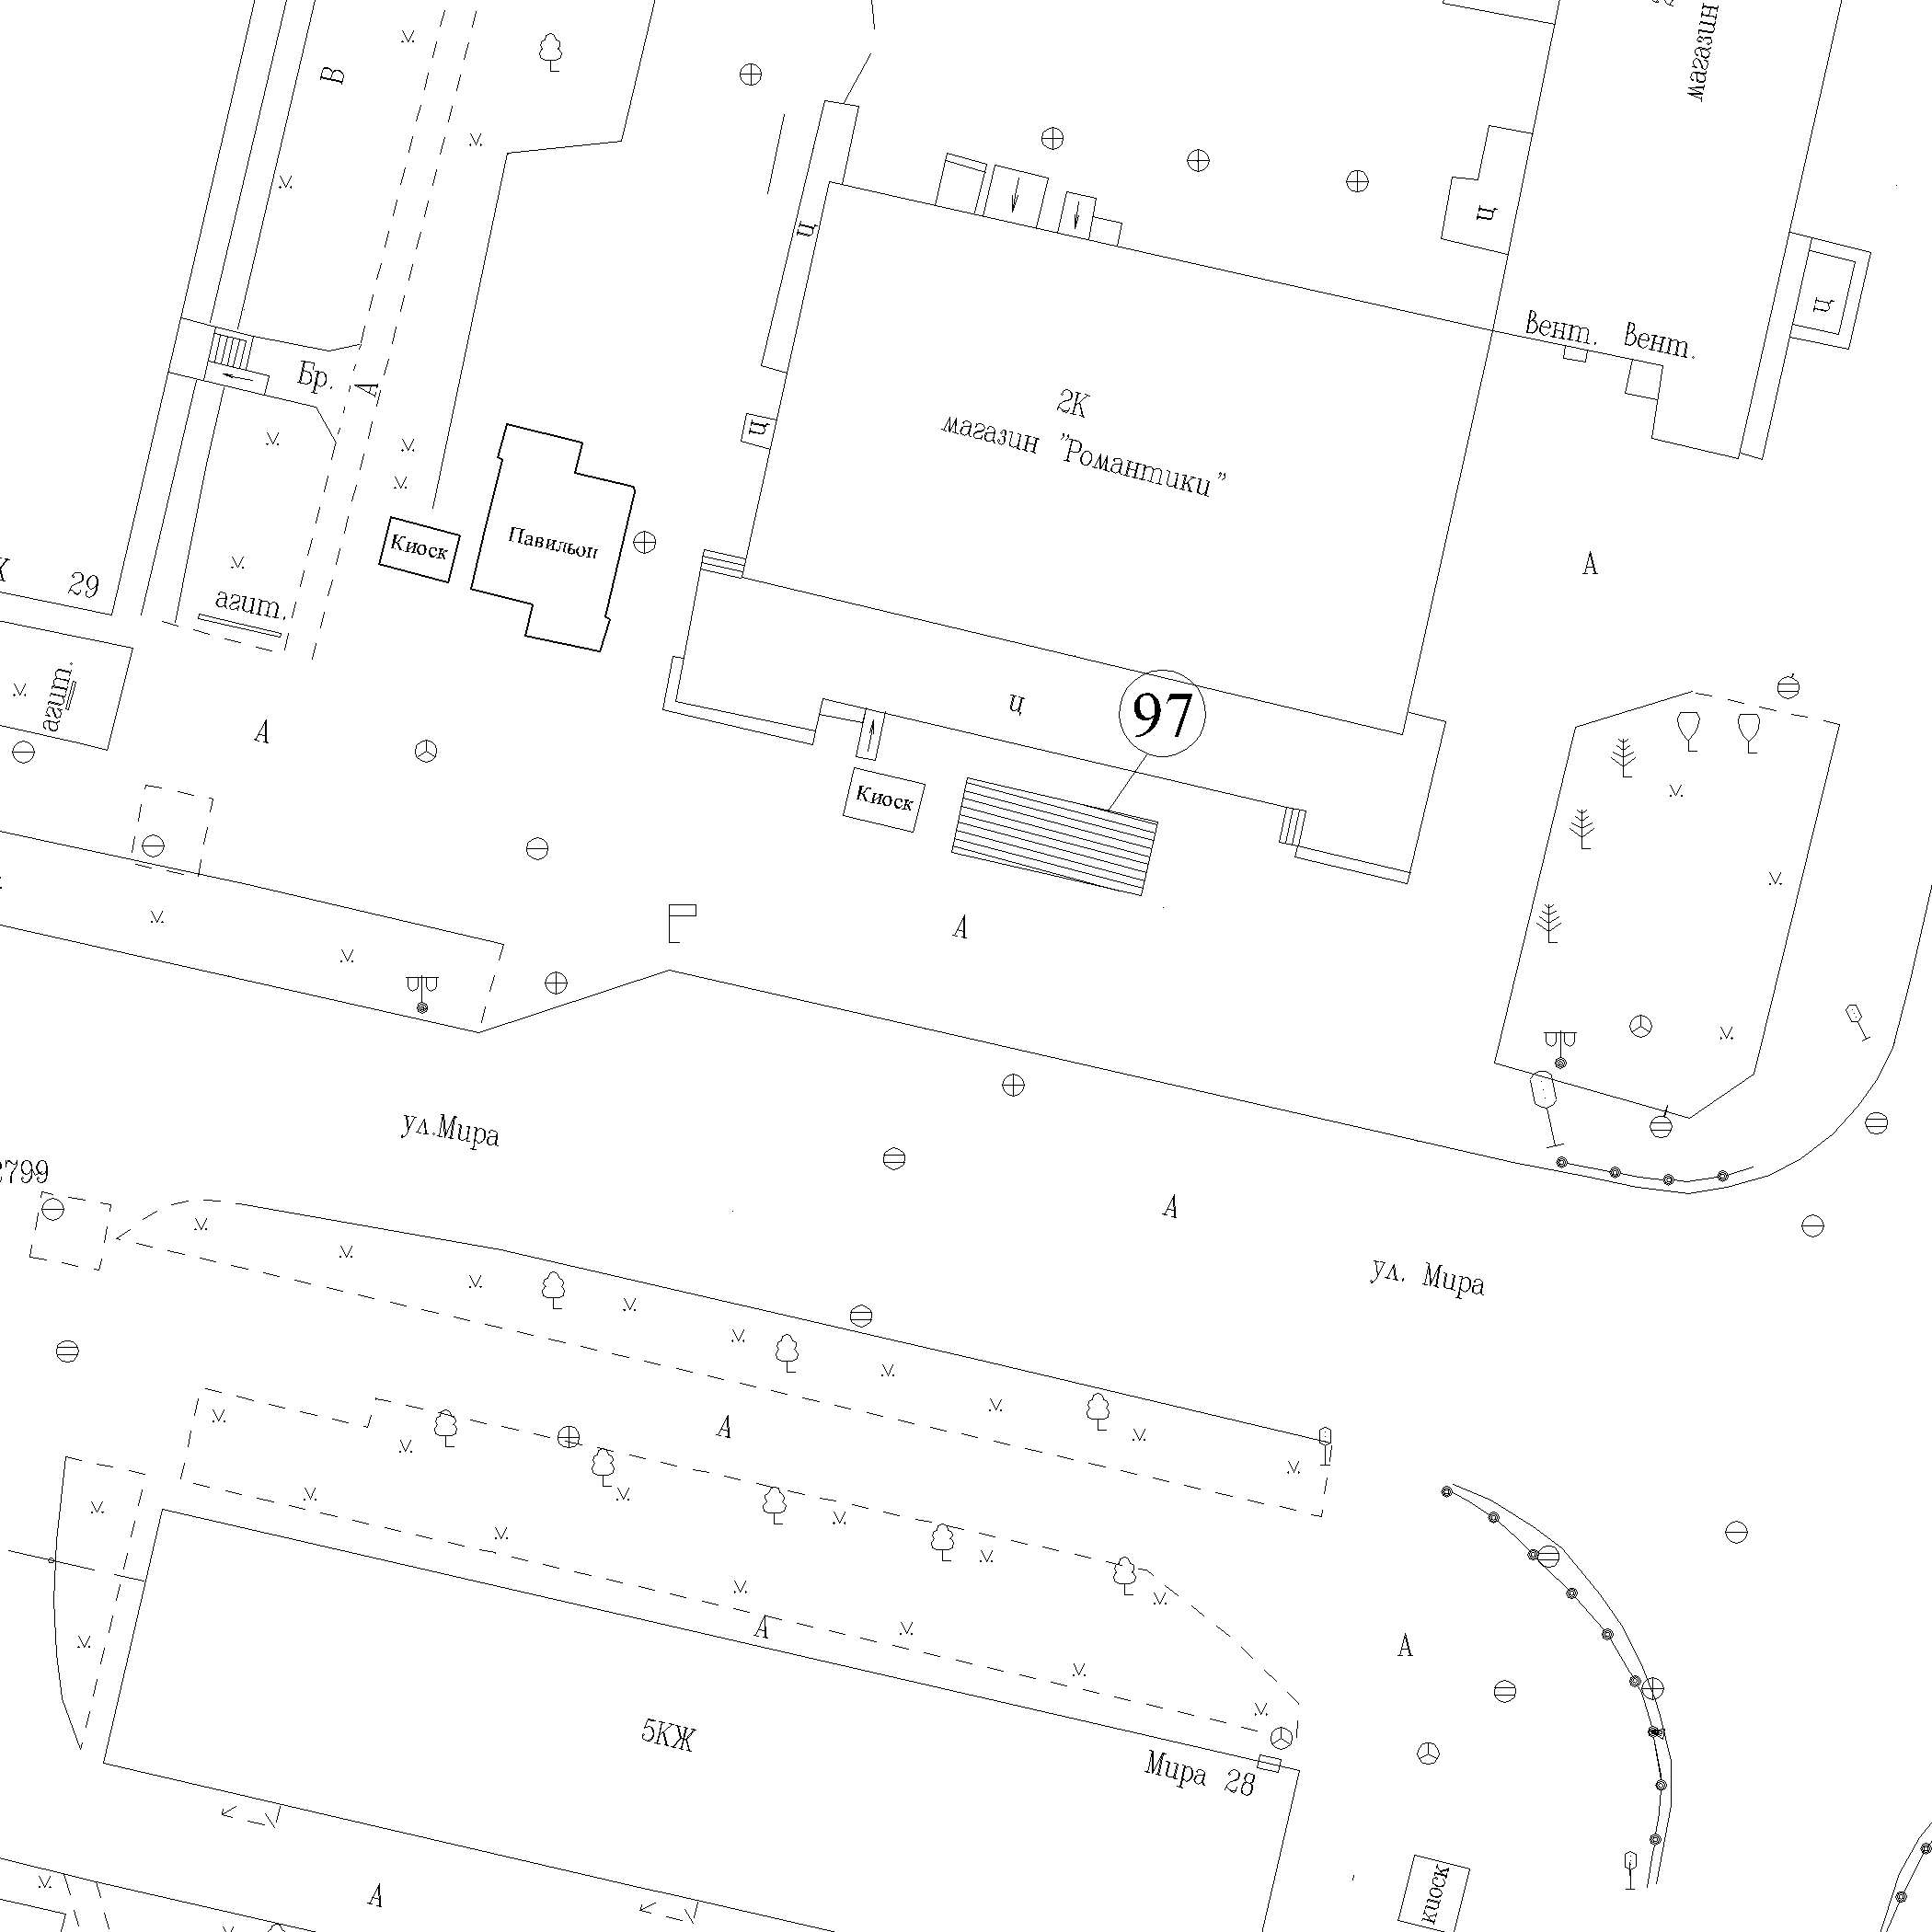 магазин
В
ц
ц
ц
Вент. Вент.
Бр.
А
2К
магазин "Романтики"
ц
Киоск
Павильон
А
29
агит.
агит.
А
ц
97
Киоск
А
ул.Мира
2799
А
ул. Мира
А
А
А
5КЖ
Мира 28
А
киоск